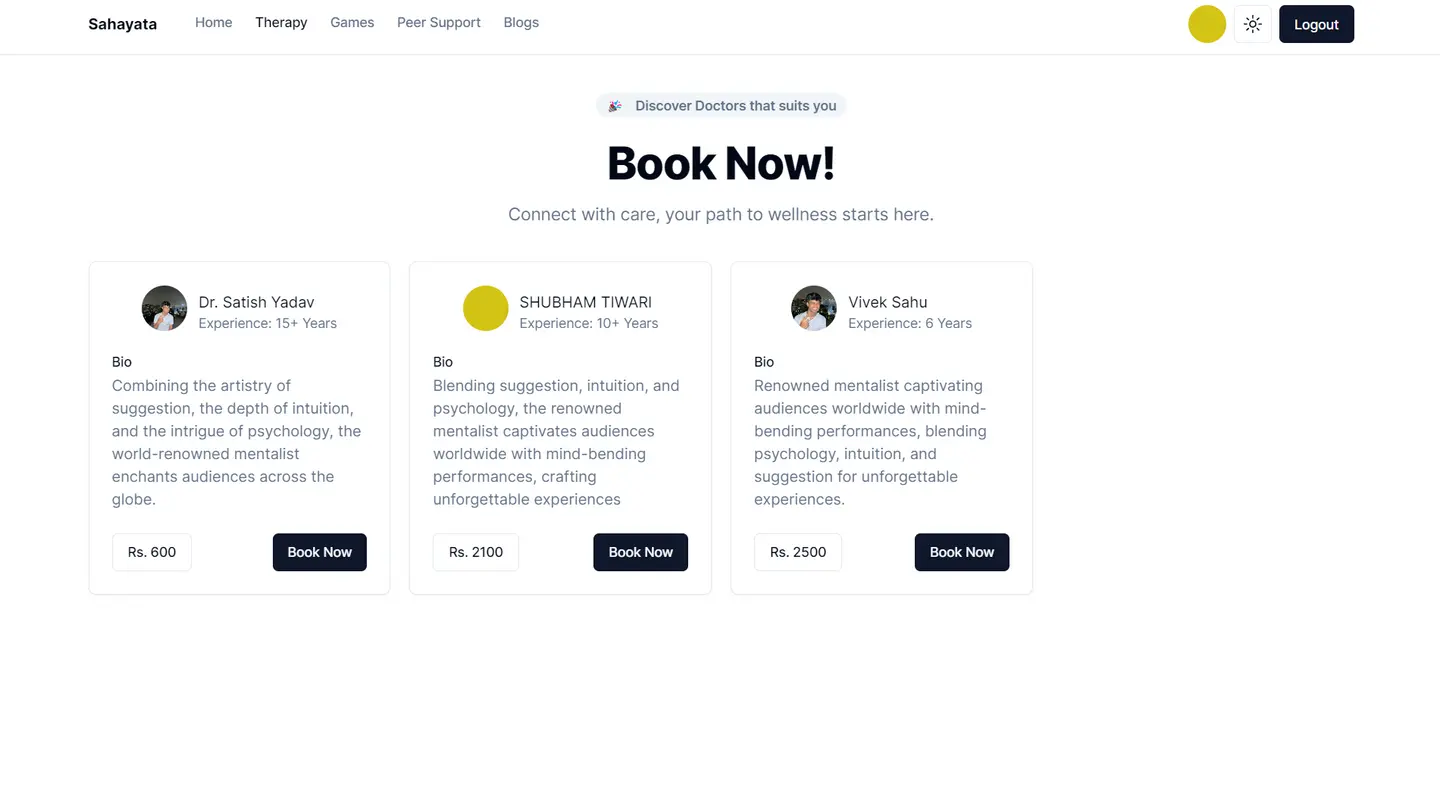 Sahayata Home Therapy Games Peer Support Blogs Logout
🎉 Discover Doctors that suits you
Book Now!
Connect with care, your path to wellness starts here.
Dr. Satish Yadav
Experience: 15+ Years
Bio
Combining the artistry of
suggestion, the depth of intuition,
and the intrigue of psychology, the
world-renowned mentalist
enchants audiences across the
globe.
Rs. 600 Book Now
SHUBHAM TIWARI
Experience: 10+ Years
Bio
Blending suggestion, intuition, and
psychology, the renowned
mentalist captivates audiences
worldwide with mind-bending
performances, crafting
unforgettable experiences
Rs. 2100 Book Now
Vivek Sahu
Experience: 6 Years
Bio
Renowned mentalist captivating
audiences worldwide with mind-
bending performances, blending
psychology, intuition, and
suggestion for unforgettable
experiences.
Rs. 2500 Book Now